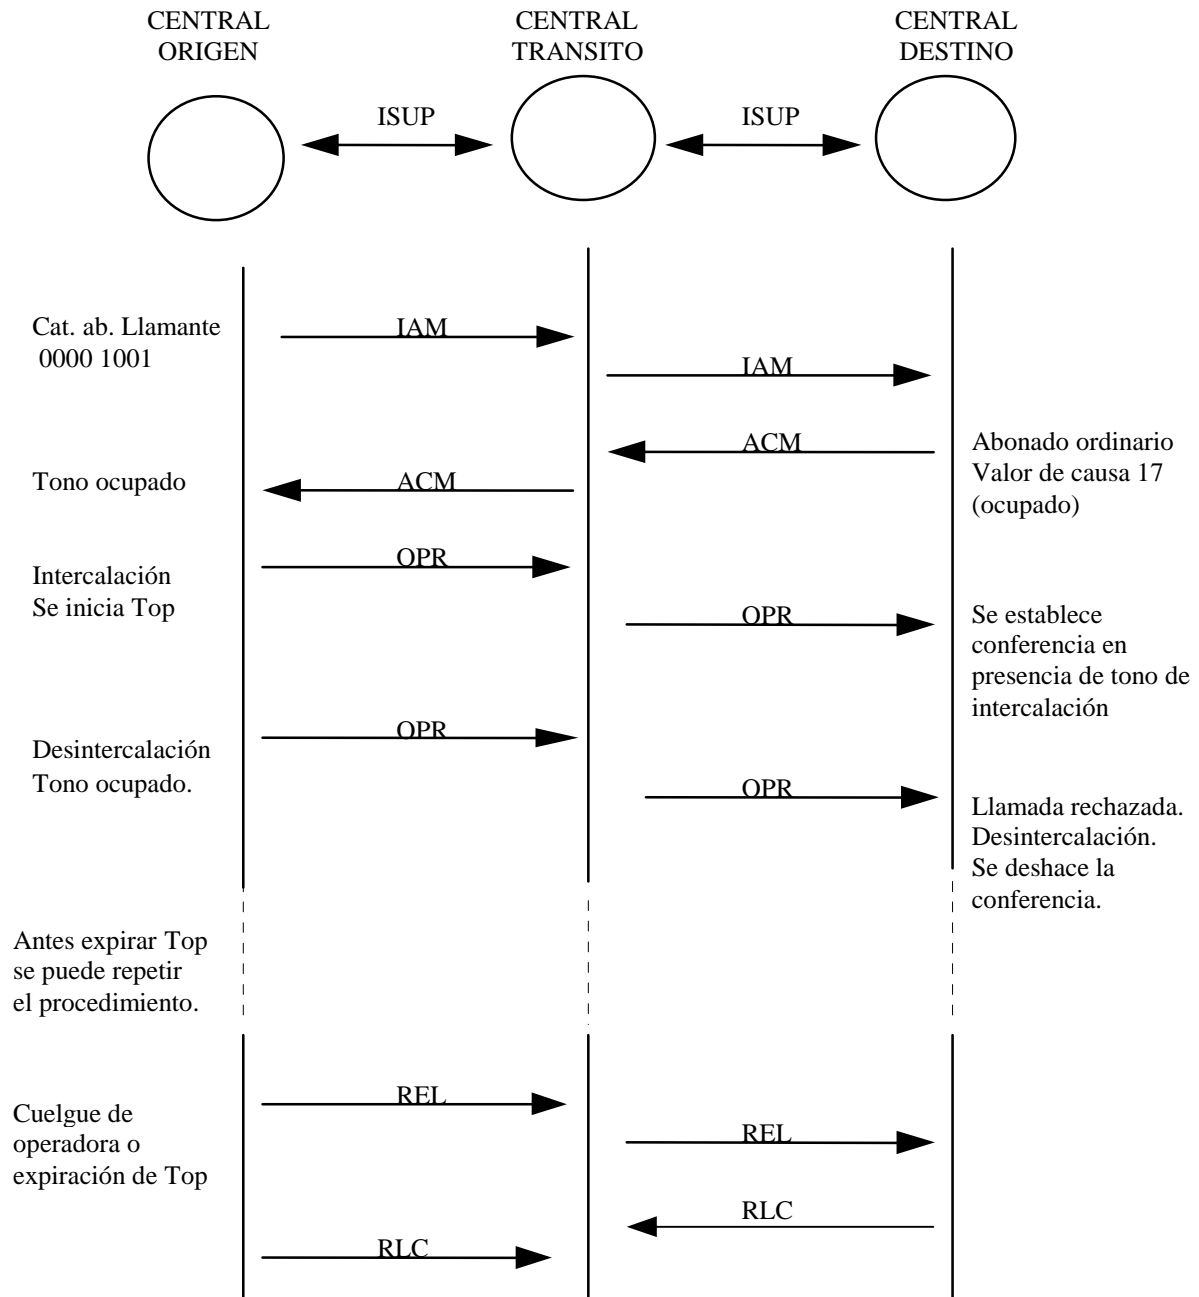 CENTRAL
ORIGEN
CENTRAL
TRANSITO
CENTRAL
DESTINO
ISUP
ISUP
Cat. ab. Llamante
0000 1001
IAM
IAM
ACM
Abonado ordinario
Valor de causa 17
(ocupado)
Tono ocupado
ACM
Intercalación
Se inicia Top
OPR
OPR
Se establece
conferencia en
presencia de tono de
intercalación
Desintercalación
Tono ocupado.
OPR
OPR
Llamada rechazada.
Desintercalación.
Se deshace la
conferencia.
Antes expirar Top
se puede repetir
el procedimiento.
Cuelgue de
operadora o
expiración de Top
REL
REL
RLC
RLC